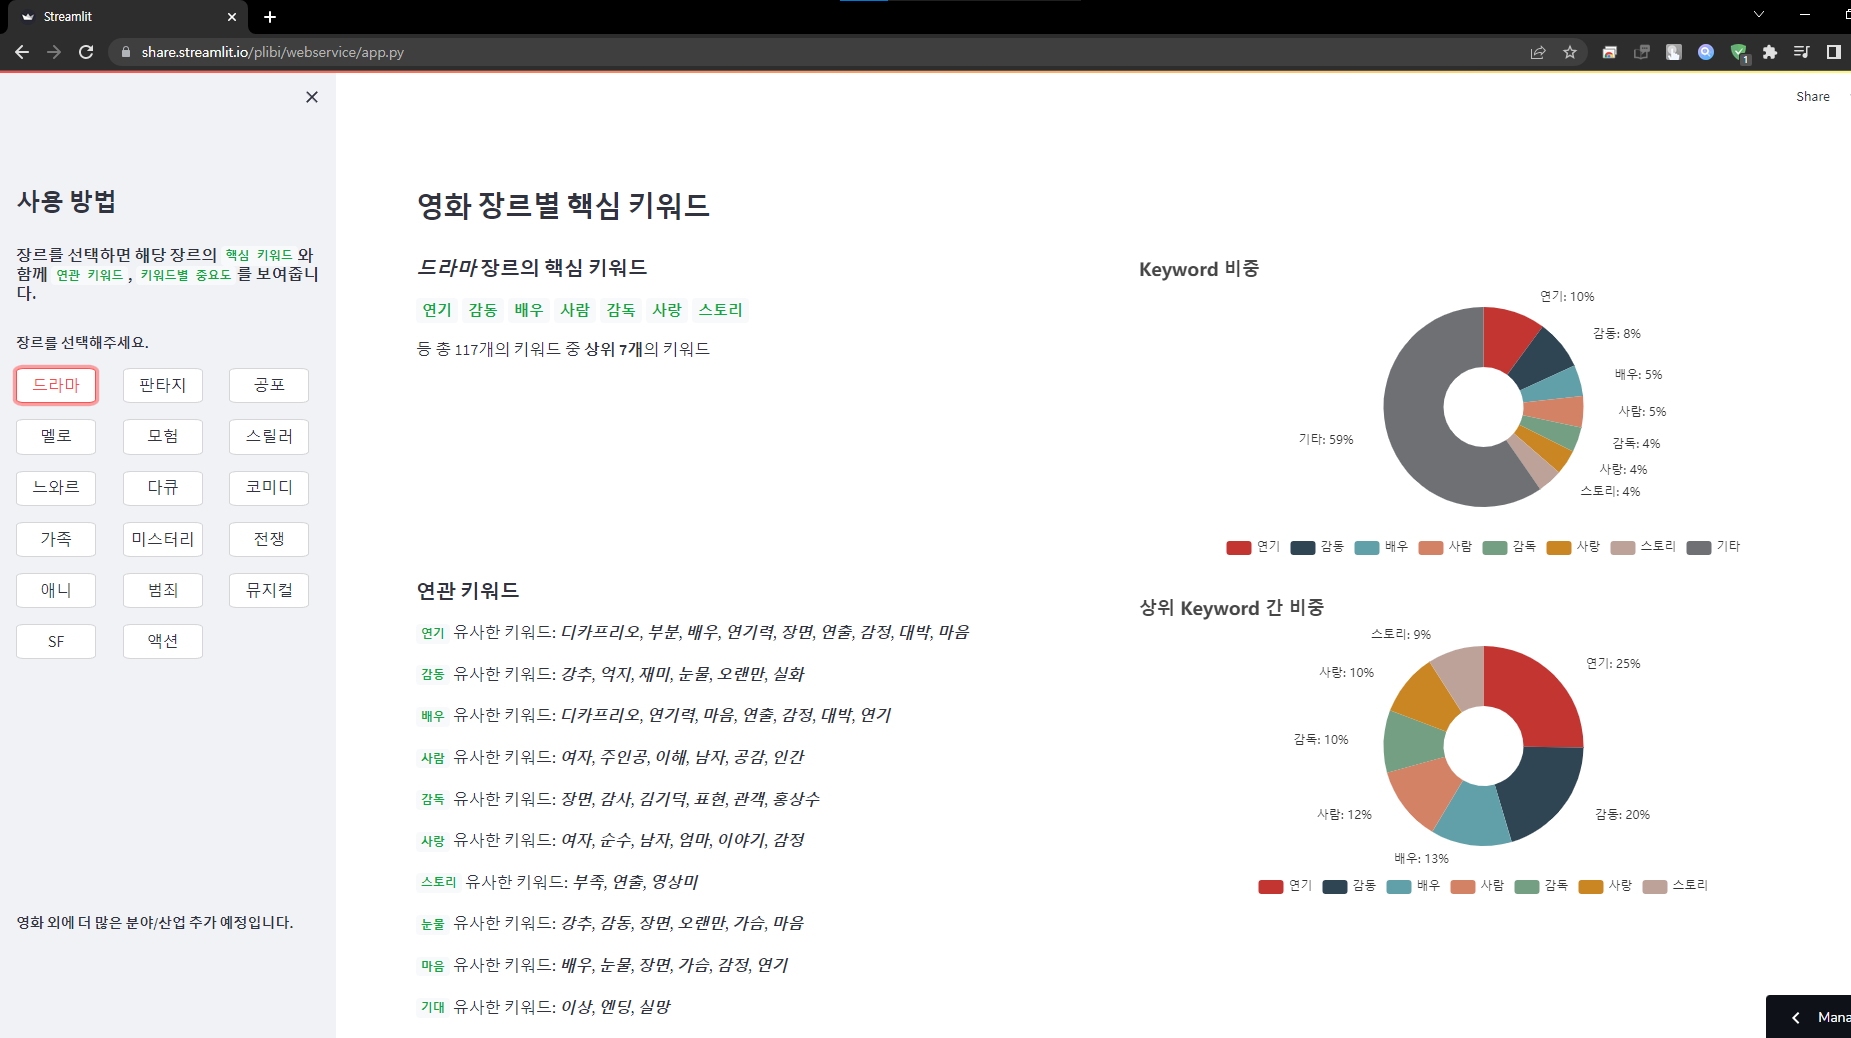 Streamlit
share.streamlit.io/plibi/webservice/app.py
1
Share
사용 방법
장르를 선택하면 해당 장르의 핵심 키워드 와
함께 연관 키워드 , 키워드별 중요도 를 보여줍니
다.
장르를 선택해주세요.
드라마 판타지 공포
멜로 모험 스릴러
느와르 다큐 코미디
가족 미스터리 전쟁
애니 범죄 뮤지컬
SF 액션
영화 외에 더 많은 분야/산업 추가 예정입니다.
영화 장르별 핵심 키워드
드라마 장르의 핵심 키워드
연기 감동 배우 사람 감독 사랑 스토리
등 총 117개의 키워드 중 상위 7개의 키워드
Keyword 비중
연기: 10%
감동: 8%
배우: 5%
사람: 5%
감독: 4%
사랑: 4%
스토리: 4%
기타: 59%
연기 감동 배우 사람 감독 사랑 스토리 기타
연관 키워드
연기 유사한 키워드: 디카프리오, 부분, 배우, 연기력, 장면, 연출, 감정, 대박, 마음
감동 유사한 키워드: 강추, 억지, 재미, 눈물, 오랜만, 실화
배우 유사한 키워드: 디카프리오, 연기력, 마음, 연출, 감정, 대박, 연기
사람 유사한 키워드: 여자, 주인공, 이해, 남자, 공감, 인간
감독 유사한 키워드: 장면, 감사, 김기덕, 표현, 관객, 홍상수
사랑 유사한 키워드: 여자, 순수, 남자, 엄마, 이야기, 감정
스토리 유사한 키워드: 부족, 연출, 영상미
눈물 유사한 키워드: 강추, 감동, 장면, 오랜만, 가슴, 마음
마음 유사한 키워드: 배우, 눈물, 장면, 가슴, 감정, 연기
기대 유사한 키워드: 이상, 엔딩, 실망
상위 Keyword 간 비중
스토리: 9%
연기: 25%
사랑: 10%
감독: 10%
사람: 12%
감동: 20%
배우: 13%
연기 감동 배우 사람 감독 사랑 스토리
Mana